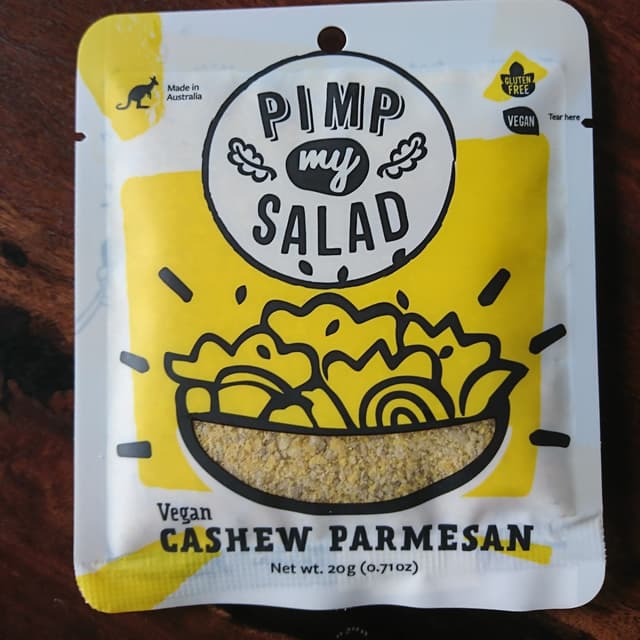 Made in
Australia
PIMP
my
SALAD
GLUTEN
FREE
VEGAN
Tear here
Vegan
CASHEW PARMESAN
Net wt. 20g (0.71oz)